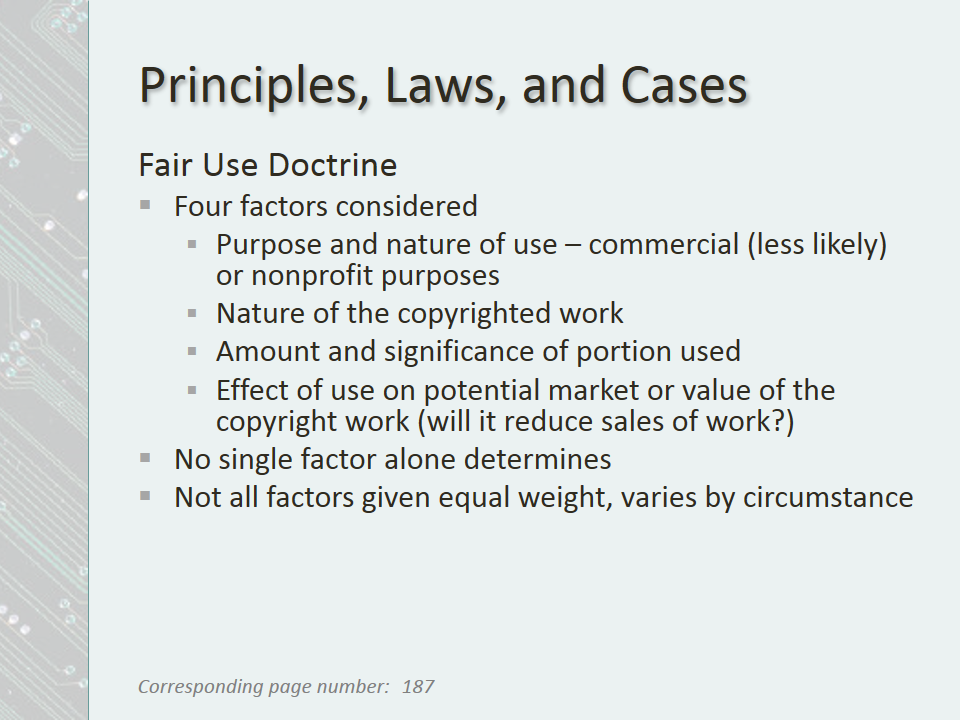 Principles, Laws, and Cases
Fair Use Doctrine
▪ Four factors considered
▪ Purpose and nature of use – commercial (less likely)
or nonprofit purposes
▪ Nature of the copyrighted work
▪ Amount and significance of portion used
▪ Effect of use on potential market or value of the
copyright work (will it reduce sales of work?)
▪ No single factor alone determines
▪ Not all factors given equal weight, varies by circumstance
Corresponding page number: 187